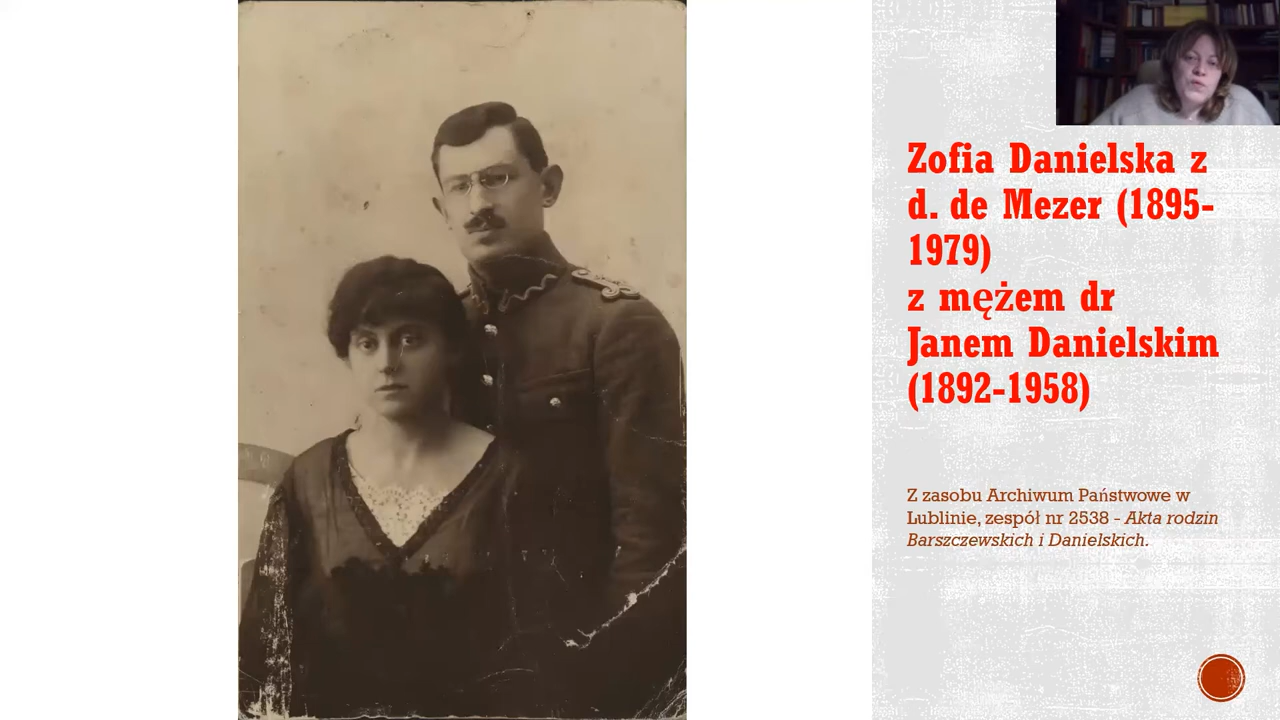 Zofia Danielska z
d. de Mezer (1895-
1979)
z mężem dr
Janem Danielskim
(1892-1958)
Z zasobu Archiwum Państwowe w
Lublinie, zespół nr 2538 - Akta rodzin
Barszczewskich i Danielskich.